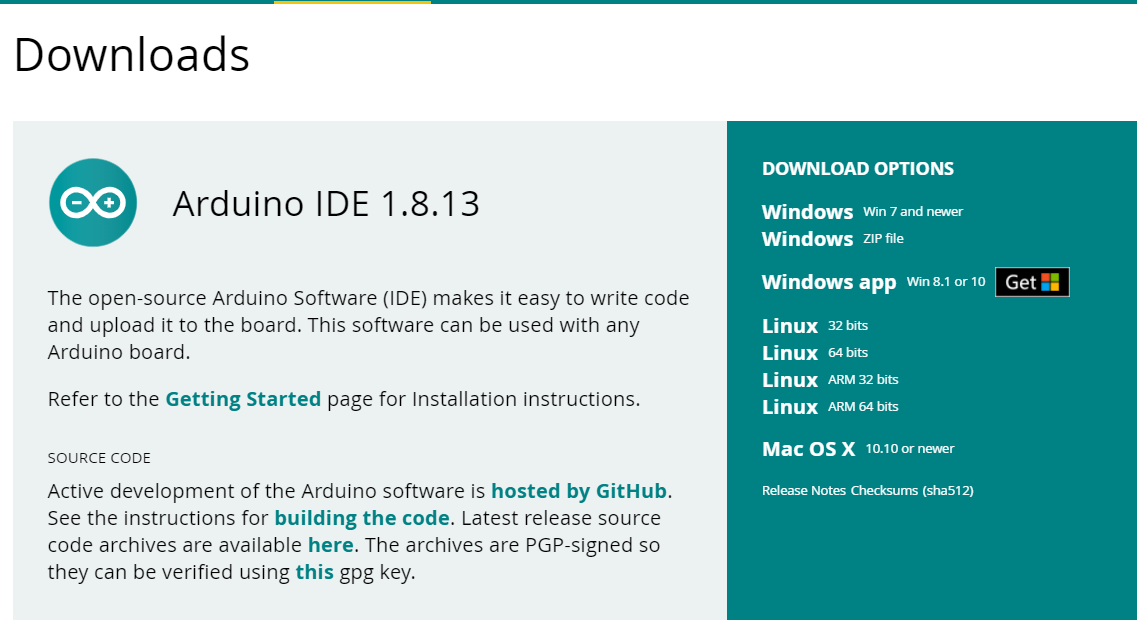 Downloads
Arduino IDE 1.8.13
The open-source Arduino Software (IDE) makes it easy to write code
and upload it to the board. This software can be used with any
Arduino board.
Refer to the Getting Started page for Installation instructions.
SOURCE CODE
Active development of the Arduino software is hosted by GitHub.
See the instructions for building the code. Latest release source
code archives are available here. The archives are PGP-signed so
they can be verified using this gpg key.
DOWNLOAD OPTIONS
Windows Win 7 and newer
Windows ZIP file
Windows app Win 8.1 or 10 Get
Linux 32 bits
Linux 64 bits
Linux ARM 32 bits
Linux ARM 64 bits
Mac OS X 10.10 or newer
Release Notes Checksums (sha512)